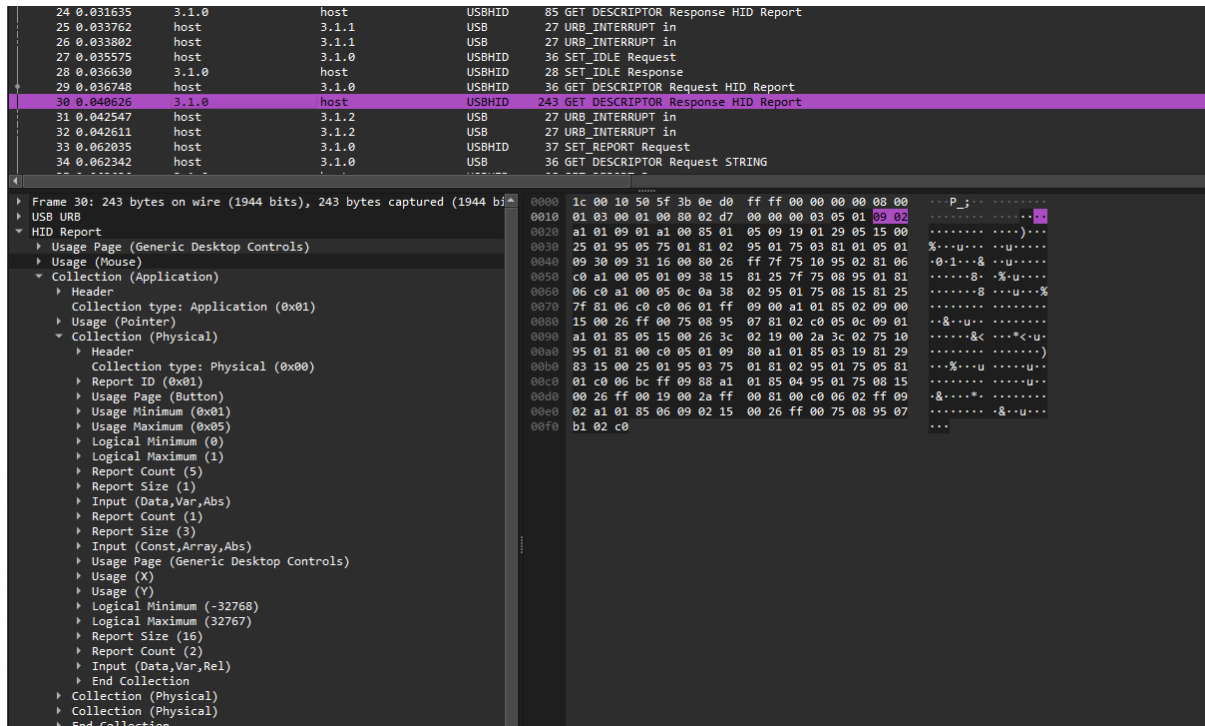 24 0.031635 3.1.0 host USBHID 85 GET DESCRIPTOR Response HID Report
25 0.033762 host 3.1.1 USB 27 URB_INTERRUPT in
26 0.033802 host 3.1.1 USB 27 URB_INTERRUPT in
27 0.035575 host 3.1.0 USBHID 36 SET_IDLE Request
28 0.036630 3.1.0 host USBHID 28 SET_IDLE Response
29 0.036748 host 3.1.0 USBHID 36 GET DESCRIPTOR Request HID Report
30 0.040626 3.1.0 host USBHID 243 GET DESCRIPTOR Response HID Report
31 0.042547 host 3.1.2 USB 27 URB_INTERRUPT in
32 0.042611 host 3.1.2 USB 27 URB_INTERRUPT in
33 0.062035 host 3.1.0 USBHID 37 SET_REPORT Request
34 0.062342 host 3.1.0 USB 36 GET DESCRIPTOR Request STRING
Frame 30: 243 bytes on wire (1944 bits), 243 bytes captured (1944 bi
USB URB
HID Report
Usage Page (Generic Desktop Controls)
Usage (Mouse)
Collection (Application)
Header
Collection type: Application (0x01)
Usage (Pointer)
Collection (Physical)
Header
Collection type: Physical (0x00)
Report ID (0x01)
Usage Page (Button)
Usage Minimum (0x01)
Usage Maximum (0x05)
Logical Minimum (0)
Logical Maximum (1)
Report Count (5)
Report Size (1)
Input (Data,Var,Abs)
Report Count (1)
Report Size (3)
Input (Const,Array,Abs)
Usage Page (Generic Desktop Controls)
Usage (X)
Usage (Y)
Logical Minimum (-32768)
Logical Maximum (32767)
Report Size (16)
Report Count (2)
Input (Data,Var,Rel)
End Collection
Collection (Physical)
Collection (Physical)
End Collection
0000 1c 00 10 50 5f 3b 0e d0 ff ff 00 00 00 00 08 00 ···P_;·· ········
0010 01 03 00 01 00 80 02 d7 00 00 00 03 05 01 09 02 ········ ········
0020 a1 01 09 01 a1 00 85 01 05 09 19 01 29 05 15 00 ········ ····)···
0030 25 01 95 05 75 01 81 02 95 01 75 03 81 01 05 01 %···u··· ··u·····
0040 09 30 09 31 16 00 80 26 ff 7f 75 10 95 02 81 06 ·0·1···& ··u·····
0050 c0 a1 00 05 01 09 38 15 81 25 7f 75 08 95 01 81 ······8· ·%·u····
0060 06 c0 a1 00 05 0c 0a 38 02 95 01 75 08 15 81 25 ·······8 ···u···%
0070 7f 81 06 c0 c0 06 01 ff 09 00 a1 01 85 02 09 00 ········ ········
0080 15 00 26 ff 00 75 08 95 07 81 02 c0 05 0c 09 01 ··&··u·· ········
0090 a1 01 85 05 15 00 26 3c 02 19 00 2a 3c 02 75 10 ······&< ···*<·u·
00a0 95 01 81 00 c0 05 01 09 80 a1 01 85 03 19 81 29 ········ ·······)
00b0 83 15 00 25 01 95 03 75 01 81 02 95 01 75 05 81 ···%···u ·····u··
00c0 01 c0 06 bc ff 09 88 a1 01 85 04 95 01 75 08 15 ········ ·····u··
00d0 00 26 ff 00 19 00 2a ff 00 81 00 c0 06 02 ff 09 ·&····*· ········
00e0 02 a1 01 85 06 09 02 15 00 26 ff 00 75 08 95 07 ········ ·&··u···
00f0 b1 02 c0 ···